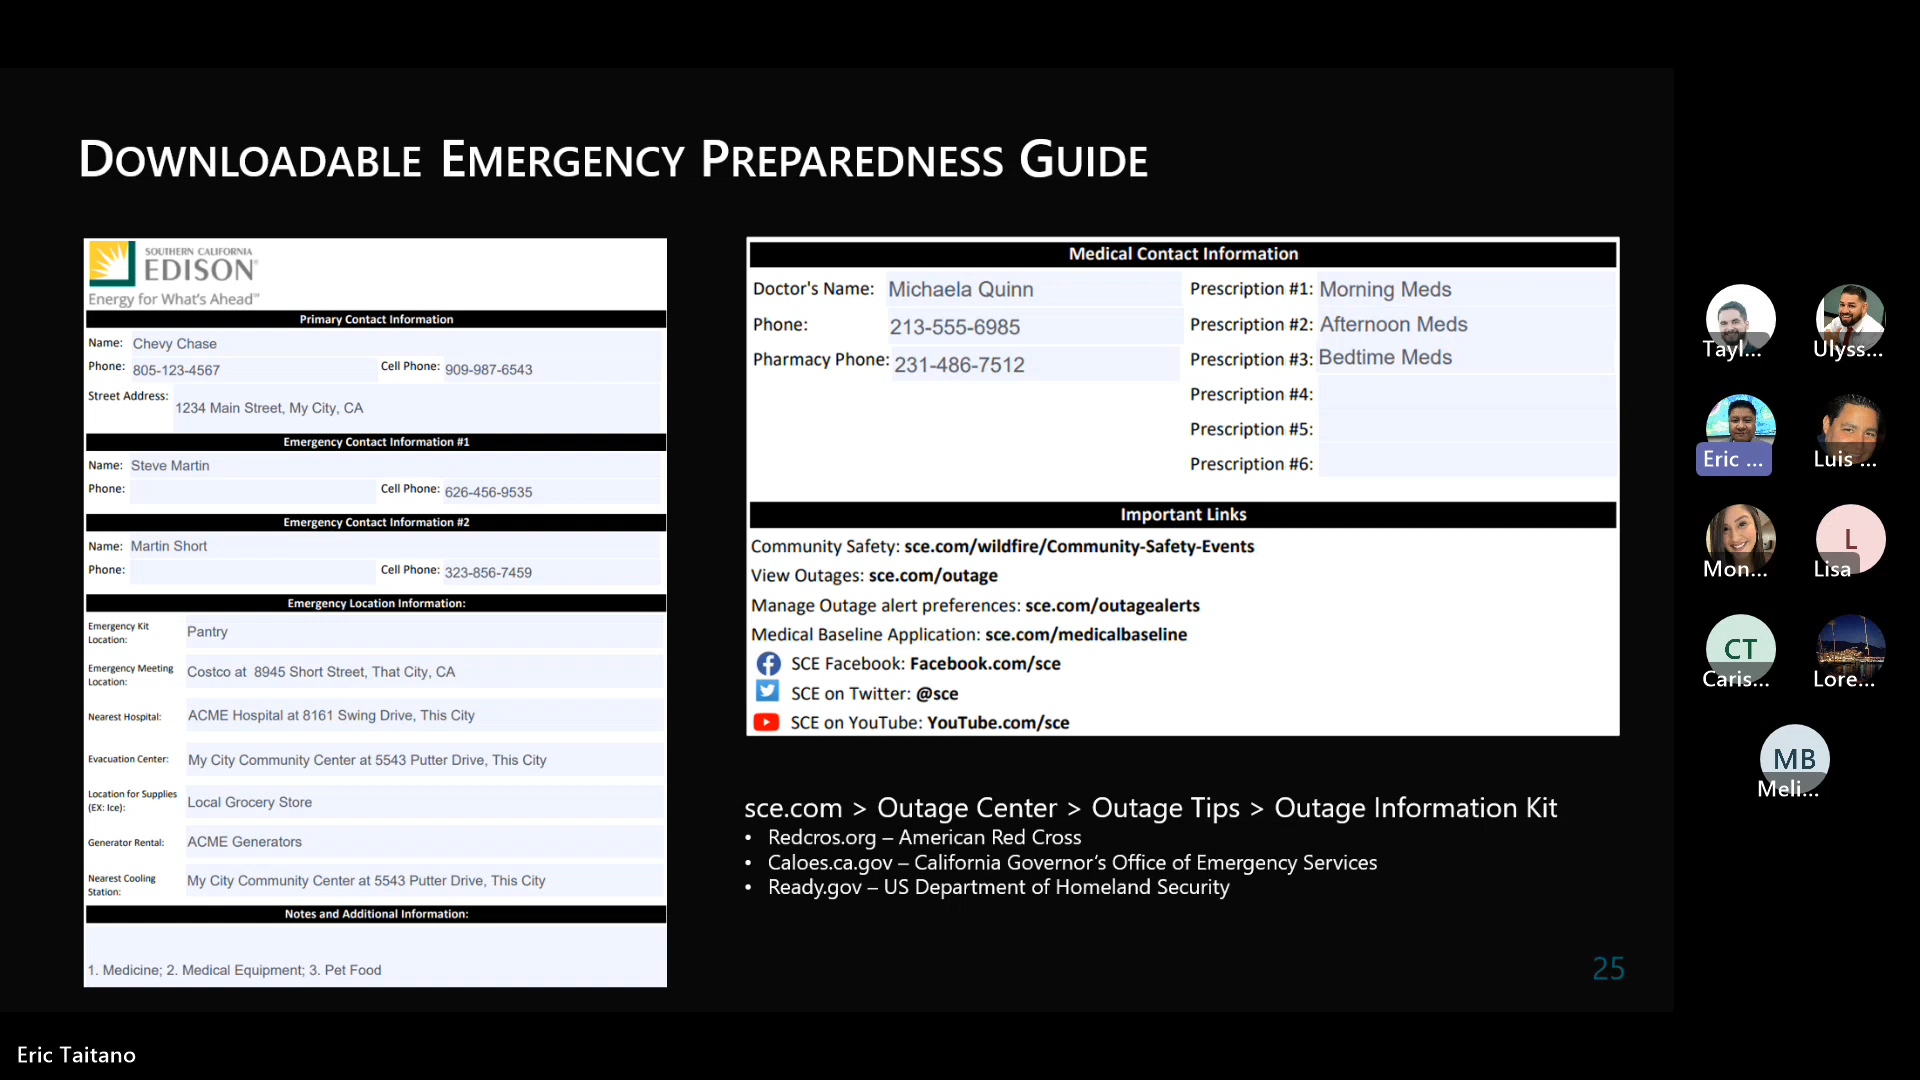 DOWNLOADABLE EMERGENCY PREPAREDNESS GUIDE
SOUTHERN CALIFORNIA
EDISON
Energy for What's Ahead™
Primary Contact Information
Name: Chevy Chase
Phone: 805-123-4567 Cell Phone: 909-987-6543
Street Address: 1234 Main Street, My City, CA
Emergency Contact Information #1
Name: Steve Martin
Phone: Cell Phone: 626-456-9535
Emergency Contact Information #2
Name: Martin Short
Phone: Cell Phone: 323-856-7459
Emergency Location Information:
Emergency Kit
Location: Pantry
Emergency Meeting
Location: Costco at 8945 Short Street, That City, CA
Nearest Hospital: ACME Hospital at 8161 Swing Drive, This City
Evacuation Center: My City Community Center at 5543 Putter Drive, This City
Location for Supplies
(EX: Ice): Local Grocery Store
Generator Rental: ACME Generators
Nearest Cooling
Station: My City Community Center at 5543 Putter Drive, This City
Notes and Additional Information:
1. Medicine; 2. Medical Equipment; 3. Pet Food
Medical Contact Information
Doctor's Name: Michaela Quinn Prescription #1: Morning Meds
Phone: 213-555-6985 Prescription #2: Afternoon Meds
Pharmacy Phone: 231-486-7512 Prescription #3: Bedtime Meds
Prescription #4:
Prescription #5:
Prescription #6:
Important Links
Community Safety: sce.com/wildfire/Community-Safety-Events
View Outages: sce.com/outage
Manage Outage alert preferences: sce.com/outagealerts
Medical Baseline Application: sce.com/medicalbaseline
SCE Facebook: Facebook.com/sce
SCE on Twitter: @sce
SCE on YouTube: YouTube.com/sce
sce.com > Outage Center > Outage Tips > Outage Information Kit
• Redcros.org – American Red Cross
• Caloes.ca.gov – California Governor's Office of Emergency Services
• Ready.gov – US Department of Homeland Security
25
Tayl... Ulyss...
Eric ... Luis ...
L
Mon... Lisa
CT
Caris... Lore...
MB
Meli...
Eric Taitano